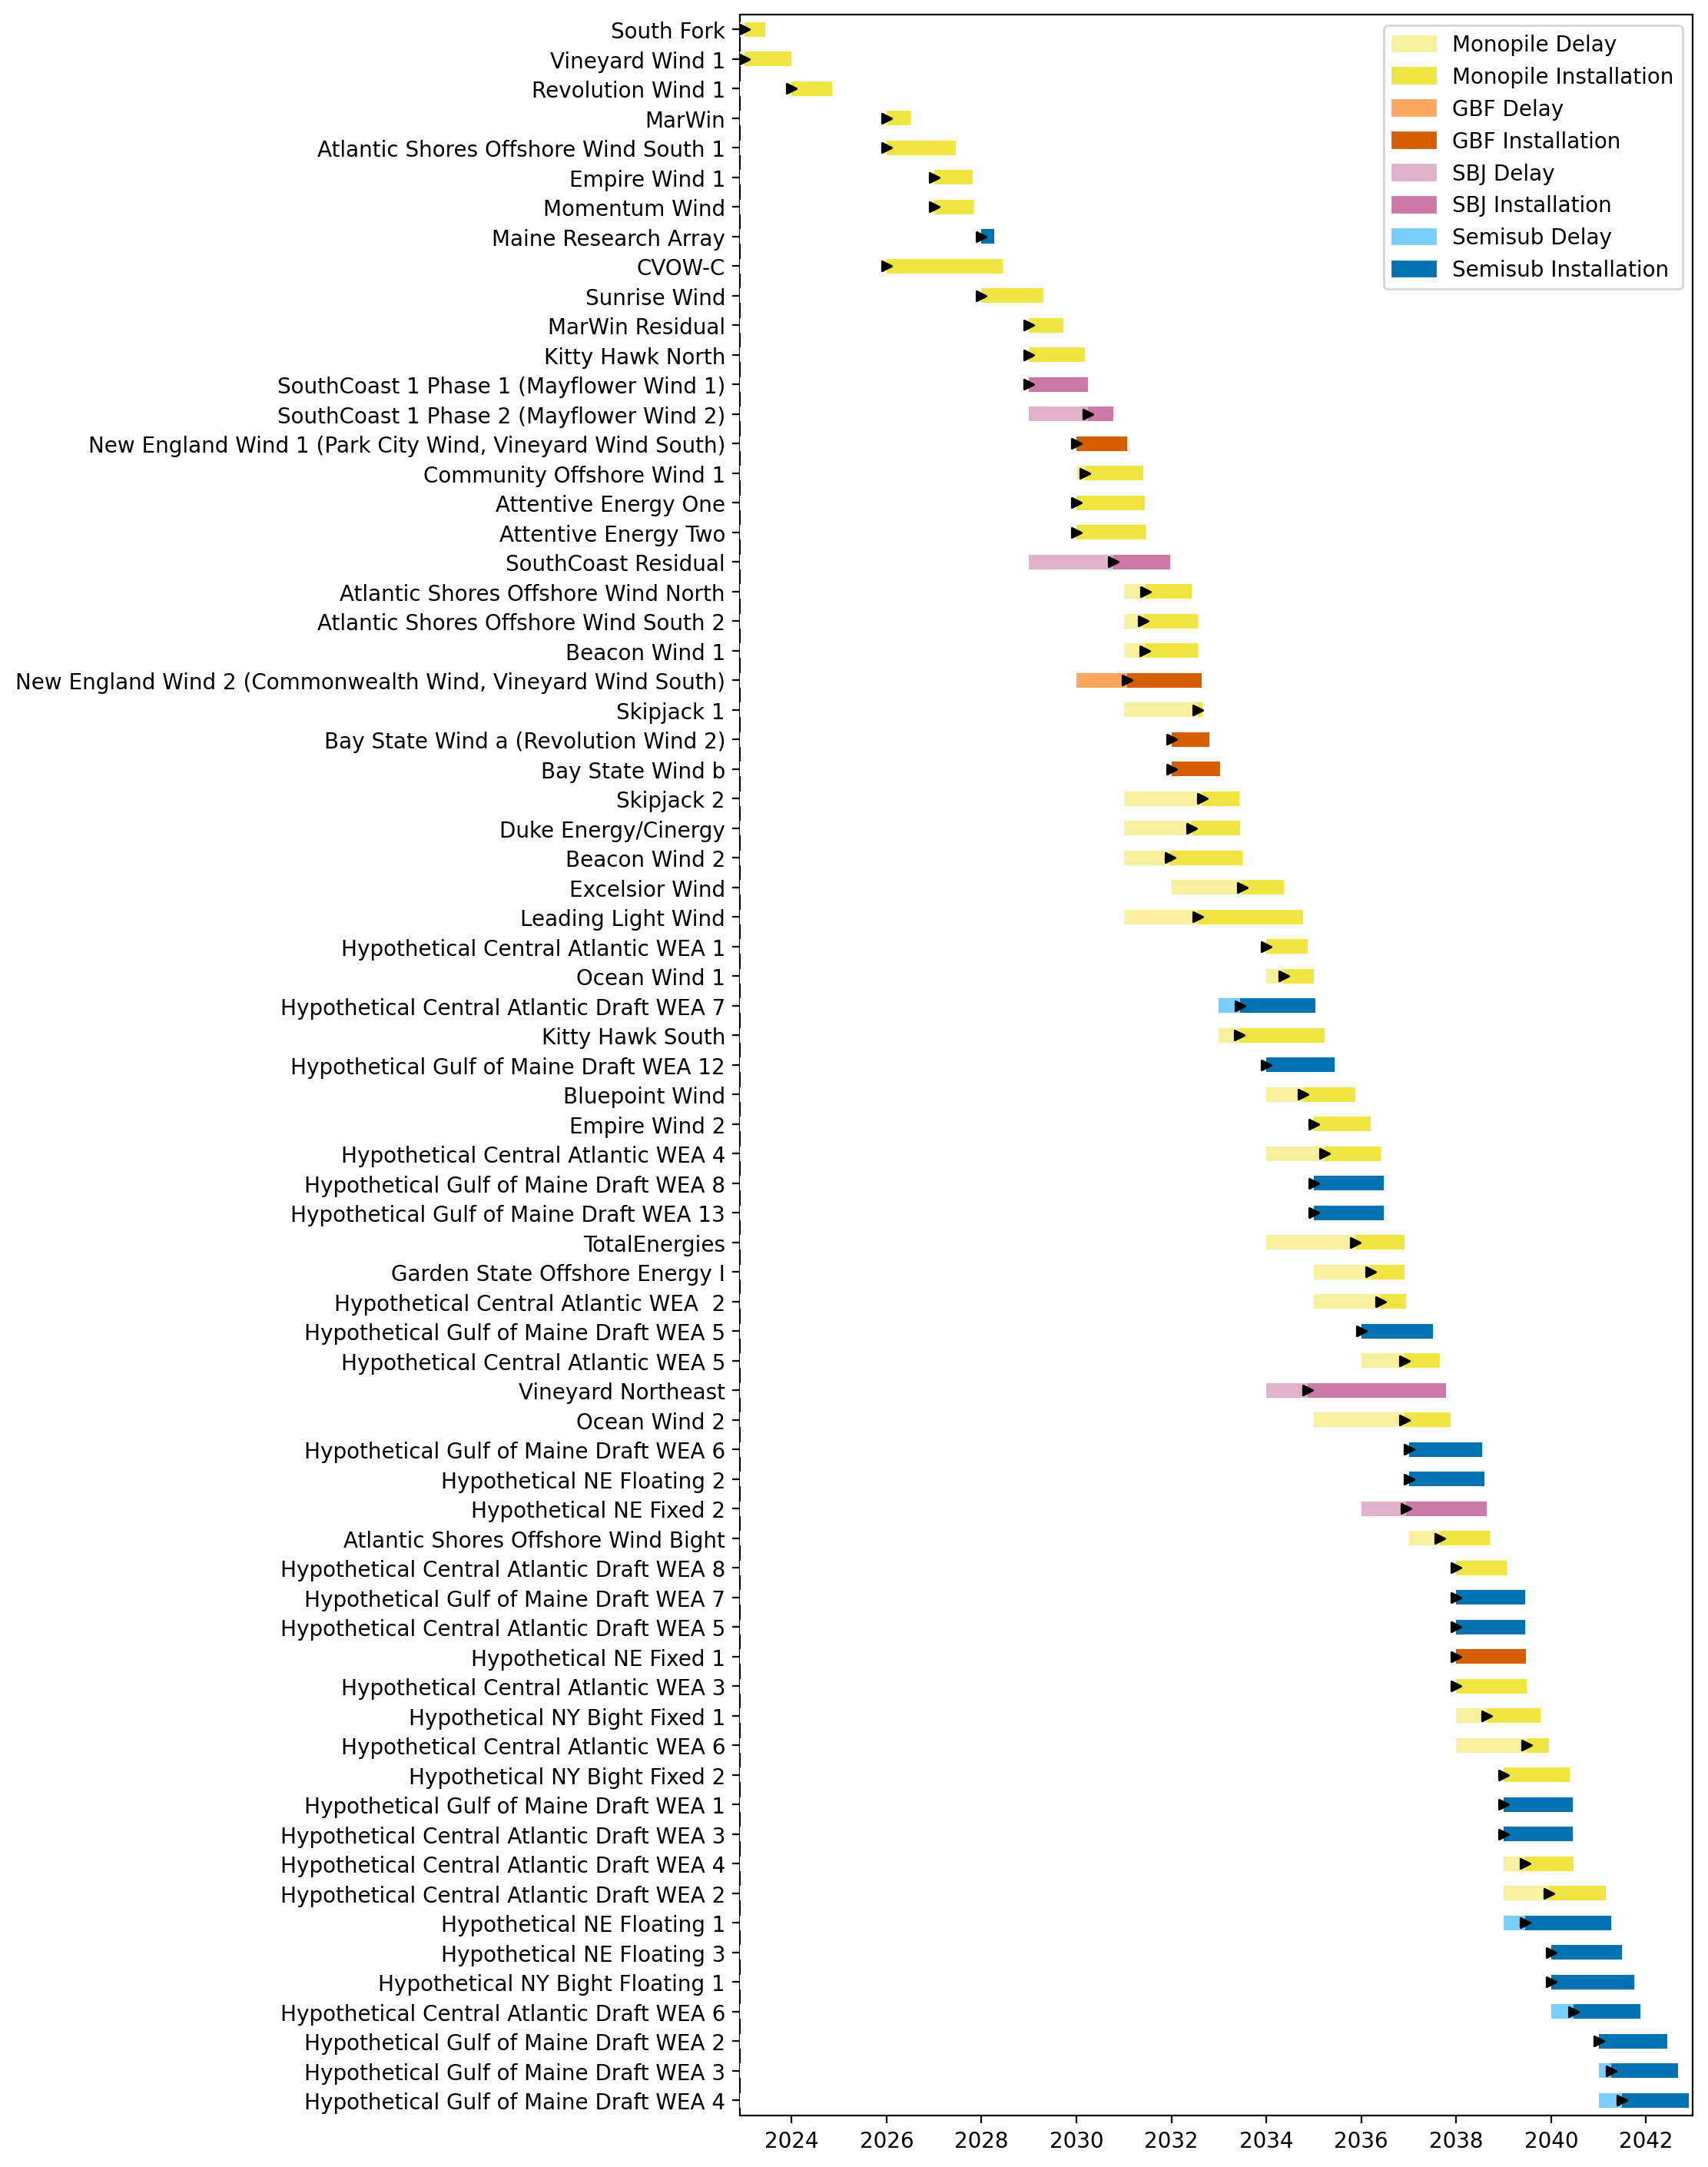 South Fork
Vineyard Wind 1
Revolution Wind 1
MarWin
Atlantic Shores Offshore Wind South 1
Empire Wind 1
Momentum Wind
Maine Research Array
CVOW-C
Sunrise Wind
MarWin Residual
Kitty Hawk North
SouthCoast 1 Phase 1 (Mayflower Wind 1)
SouthCoast 1 Phase 2 (Mayflower Wind 2)
New England Wind 1 (Park City Wind, Vineyard Wind South)
Community Offshore Wind 1
Attentive Energy One
Attentive Energy Two
SouthCoast Residual
Atlantic Shores Offshore Wind North
Atlantic Shores Offshore Wind South 2
Beacon Wind 1
New England Wind 2 (Commonwealth Wind, Vineyard Wind South)
Skipjack 1
Bay State Wind a (Revolution Wind 2)
Bay State Wind b
Skipjack 2
Duke Energy/Cinergy
Beacon Wind 2
Excelsior Wind
Leading Light Wind
Hypothetical Central Atlantic WEA 1
Ocean Wind 1
Hypothetical Central Atlantic Draft WEA 7
Kitty Hawk South
Hypothetical Gulf of Maine Draft WEA 12
Bluepoint Wind
Empire Wind 2
Hypothetical Central Atlantic WEA 4
Hypothetical Gulf of Maine Draft WEA 8
Hypothetical Gulf of Maine Draft WEA 13
TotalEnergies
Garden State Offshore Energy I
Hypothetical Central Atlantic WEA  2
Hypothetical Gulf of Maine Draft WEA 5
Hypothetical Central Atlantic WEA 5
Vineyard Northeast
Ocean Wind 2
Hypothetical Gulf of Maine Draft WEA 6
Hypothetical NE Floating 2
Hypothetical NE Fixed 2
Atlantic Shores Offshore Wind Bight
Hypothetical Central Atlantic Draft WEA 8
Hypothetical Gulf of Maine Draft WEA 7
Hypothetical Central Atlantic Draft WEA 5
Hypothetical NE Fixed 1
Hypothetical Central Atlantic WEA 3
Hypothetical NY Bight Fixed 1
Hypothetical Central Atlantic WEA 6
Hypothetical NY Bight Fixed 2
Hypothetical Gulf of Maine Draft WEA 1
Hypothetical Central Atlantic Draft WEA 3
Hypothetical Central Atlantic Draft WEA 4
Hypothetical Central Atlantic Draft WEA 2
Hypothetical NE Floating 1
Hypothetical NE Floating 3
Hypothetical NY Bight Floating 1
Hypothetical Central Atlantic Draft WEA 6
Hypothetical Gulf of Maine Draft WEA 2
Hypothetical Gulf of Maine Draft WEA 3
Hypothetical Gulf of Maine Draft WEA 4
Monopile Delay
Monopile Installation
GBF Delay
GBF Installation
SBJ Delay
SBJ Installation
Semisub Delay
Semisub Installation
2024 2026 2028 2030 2032 2034 2036 2038 2040 2042